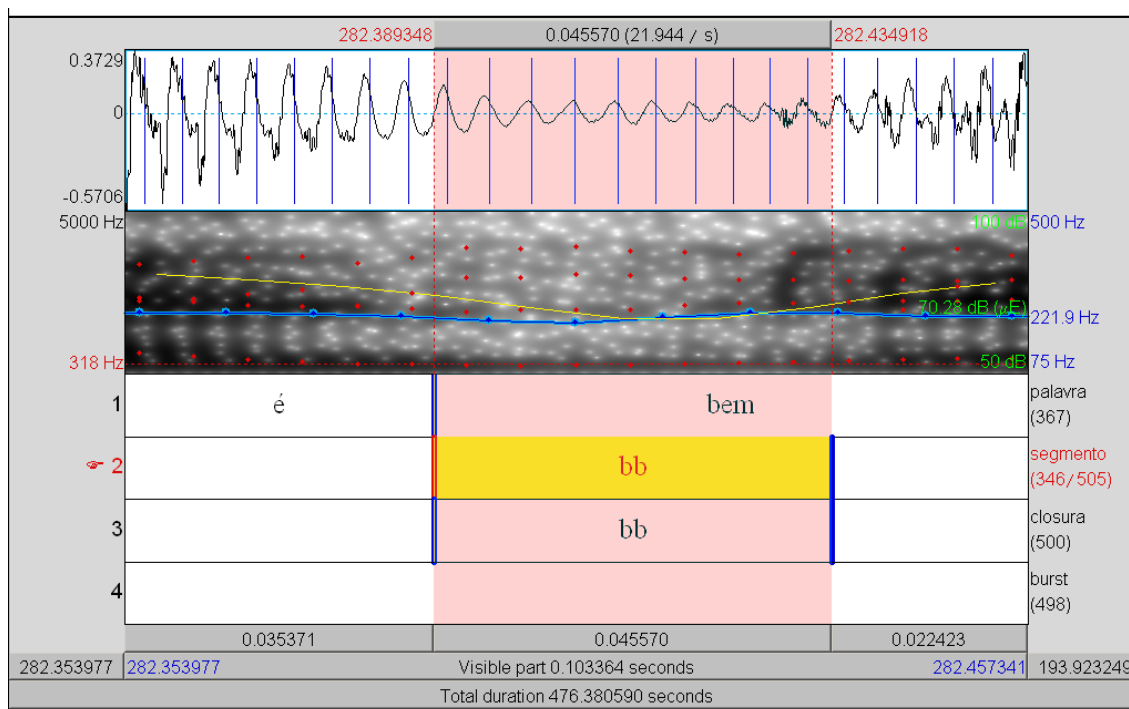 282.389348 0.045570 (21.944 / s) 282.434918
0.3729
0
-0.5706
5000 Hz 100 dB 500 Hz
70.28 dB (µE) 221.9 Hz
318 Hz 50 dB 75 Hz
1 é bem palavra
(367)
2 bb segmento
(346/505)
3 bb closura
(500)
4 burst
(498)
0.035371 0.045570 0.022423
282.353977 282.353977 Visible part 0.103364 seconds 282.457341 193.923249
Total duration 476.380590 seconds